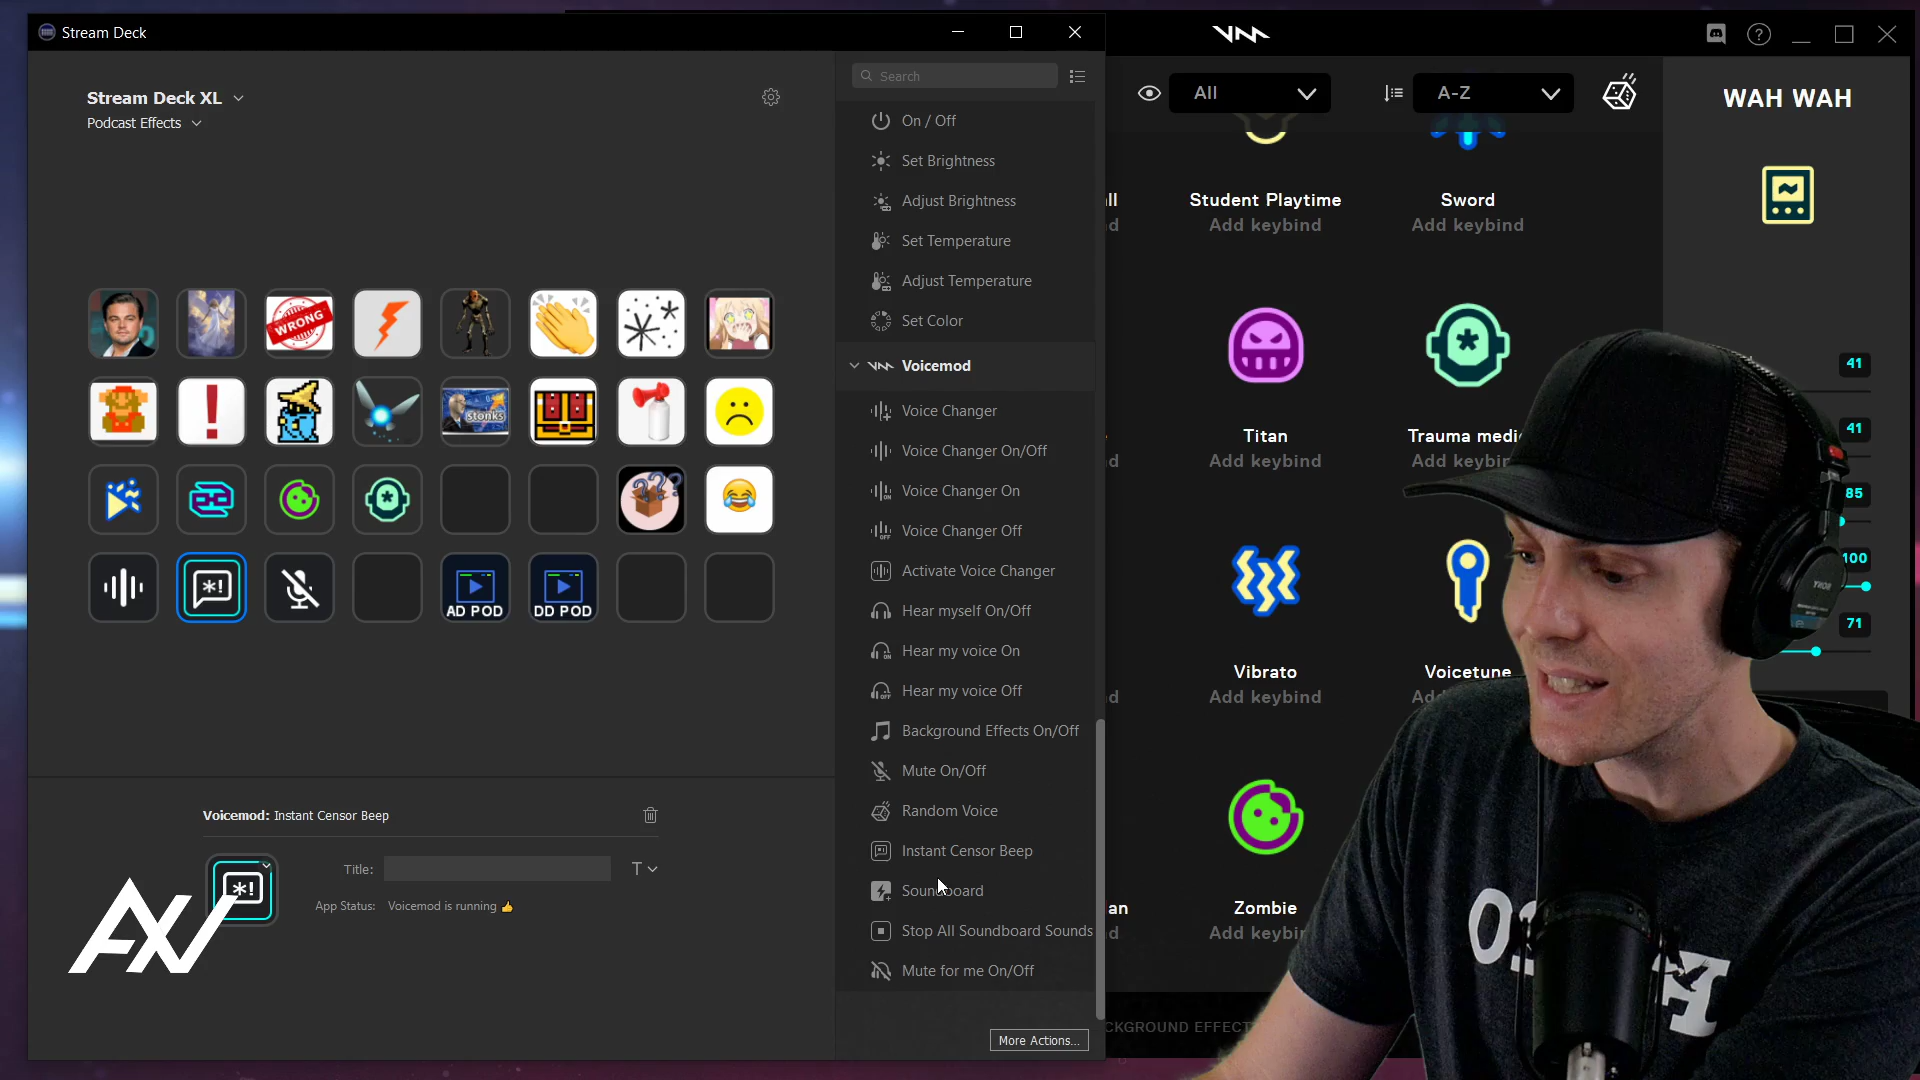 Stream Deck
Stream Deck XL
Podcast Effects
WRONG
stonks
???
*!
AD POD
DD POD
Voicemod: Instant Censor Beep
Title:
T
*!
App Status: Voicemod is running
Search
On / Off
Set Brightness
Adjust Brightness
Set Temperature
Adjust Temperature
Set Color
Voicemod
Voice Changer
Voice Changer On/Off
Voice Changer On
Voice Changer Off
Activate Voice Changer
Hear myself On/Off
Hear my voice On
Hear my voice Off
Background Effects On/Off
Mute On/Off
Random Voice
Instant Censor Beep
Soundboard
Stop All Soundboard Sounds
Mute for me On/Off
More Actions...
All
A-Z
WAH WAH
Student Playtime
Add keybind
Sword
Add keybind
Titan
Add keybind
Trauma medi
Add keybin
Vibrato
Add keybind
Voicetune
Zombie
Add keybin
CKGROUND EFFECT
41
41
85
100
71
SONY